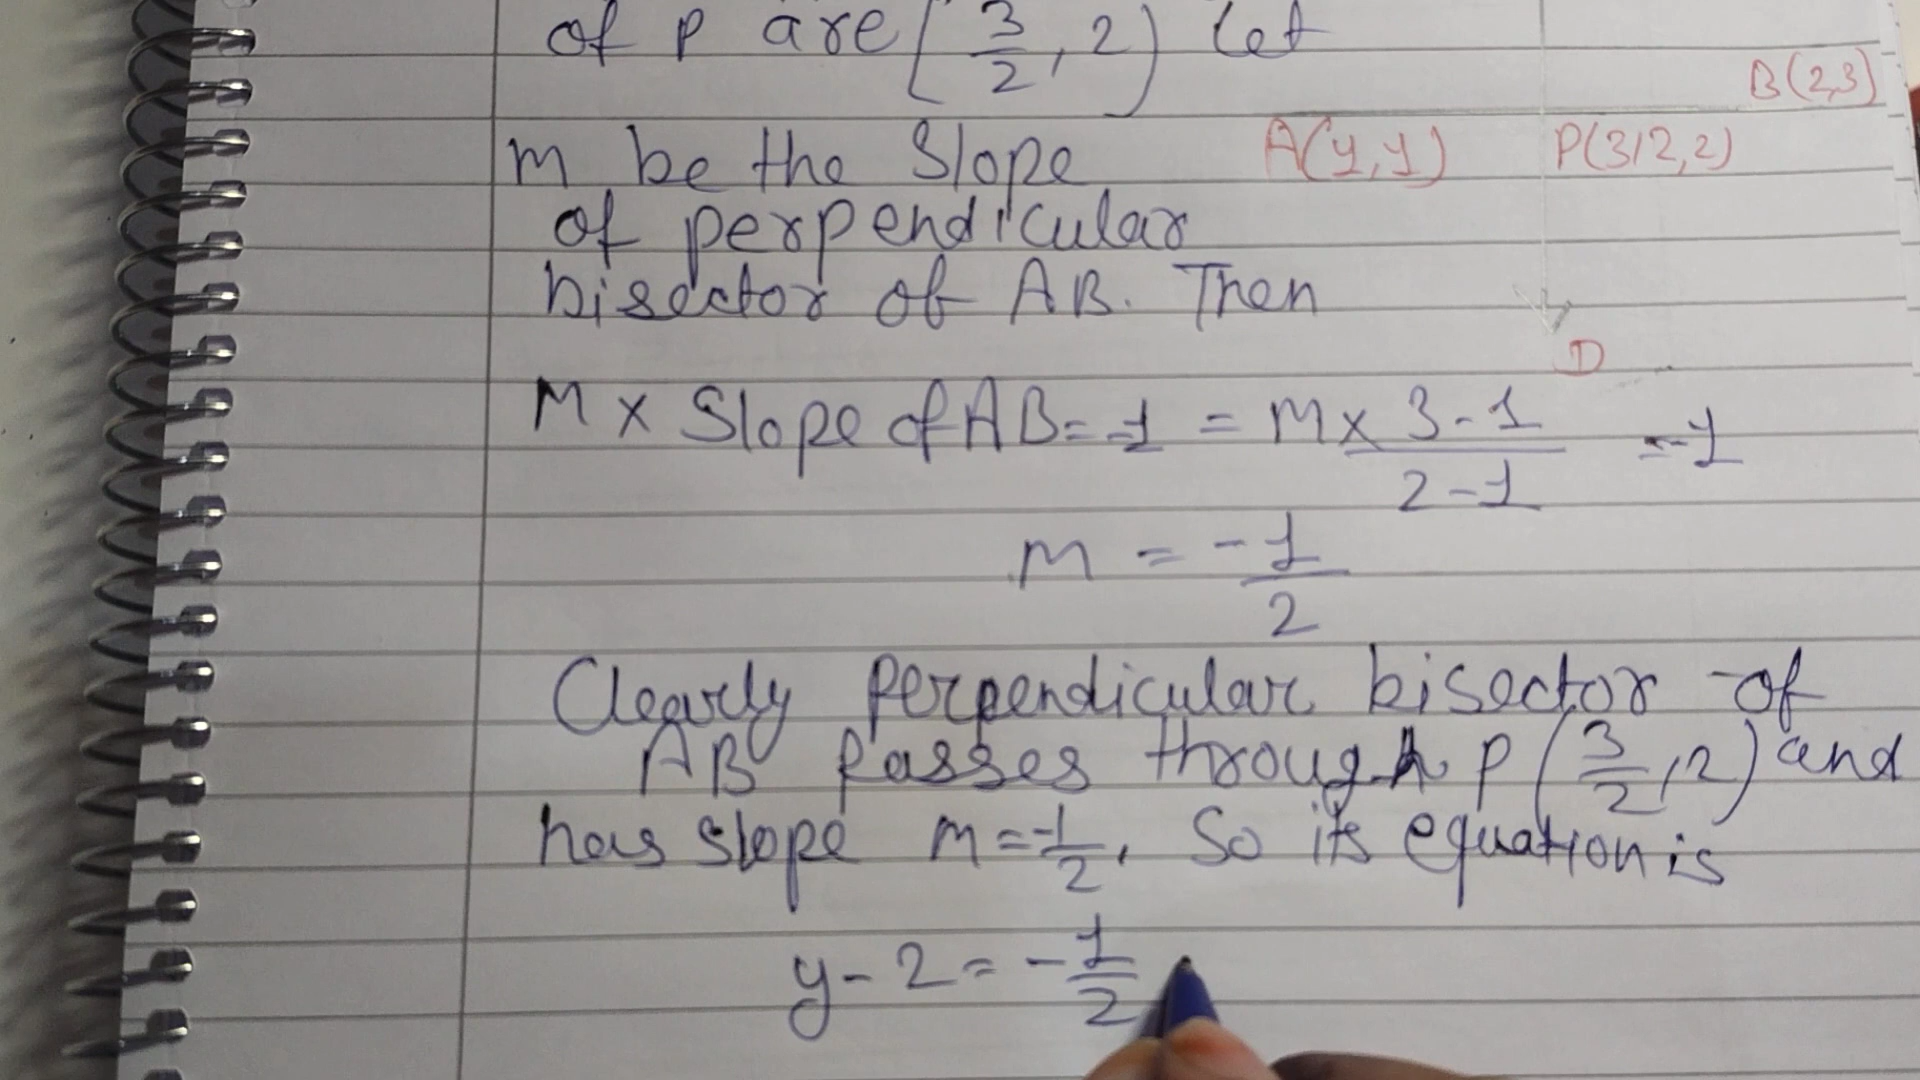 of P are (3/2, 2) Let
B(2,3)
m be the Slope
A(1,1) P(3/2,2)
of perpendicular
bisector of AB. Then
D
M x Slope of AB = -1 = M x 3-1/2-1 = -1
m = -1/2
Clearly Perpendicular bisector of
AB Passes through P(3/2, 2) and
has slope m = -1/2. So its equation is
y - 2 = -1/2